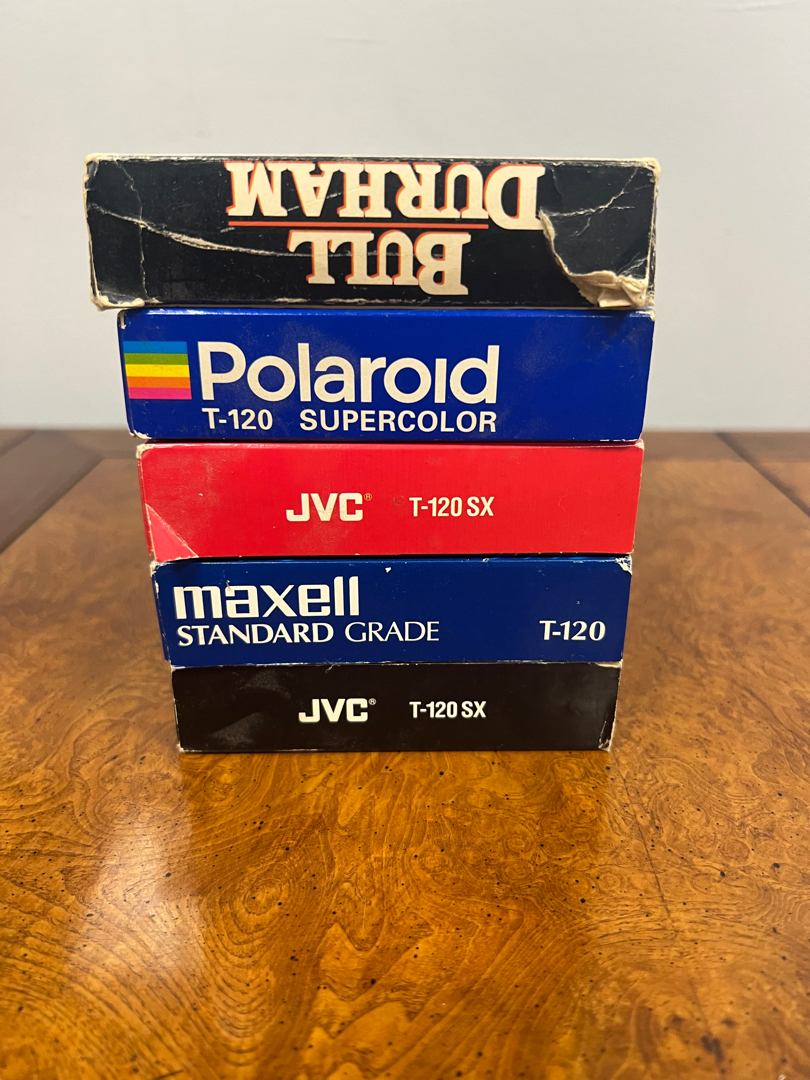 BULL
DURHAM
Polaroid
T-120 SUPERCOLOR
JVC® T-120 SX
maxell
STANDARD GRADE T-120
JVC® T-120 SX